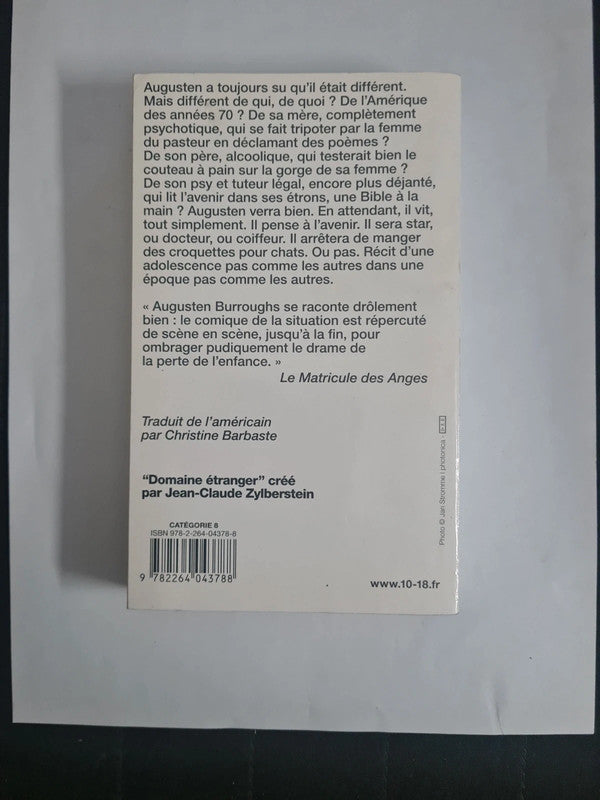 Augusten a toujours su qu'il était différent.
Mais différent de qui, de quoi ? De l'Amérique
des années 70 ? De sa mère, complètement
psychotique, qui se fait tripoter par la femme
du pasteur en déclamant des poèmes ?
De son père, alcoolique, qui testerait bien le
couteau à pain sur la gorge de sa femme ?
De son psy et tuteur légal, encore plus déjanté,
qui lit l'avenir dans ses étrons, une Bible à la
main ? Augusten verra bien. En attendant, il vit,
tout simplement. Il pense à l'avenir. Il sera star,
ou docteur, ou coiffeur. Il arrêtera de manger
des croquettes pour chats. Ou pas. Récit d'une
adolescence pas comme les autres dans une
époque pas comme les autres.
« Augusten Burroughs se raconte drôlement
bien : le comique de la situation est répercuté
de scène en scène, jusqu'à la fin, pour
ombrager pudiquement le drame de
la perte de l'enfance. »
Le Matricule des Anges
Traduit de l'américain
par Christine Barbaste
"Domaine étranger" créé
par Jean-Claude Zylberstein
CATÉGORIE 8
ISBN 978-2-264-04378-8
9 782264 043788
www.10-18.fr
Photo © Jan Stromme / photonica -